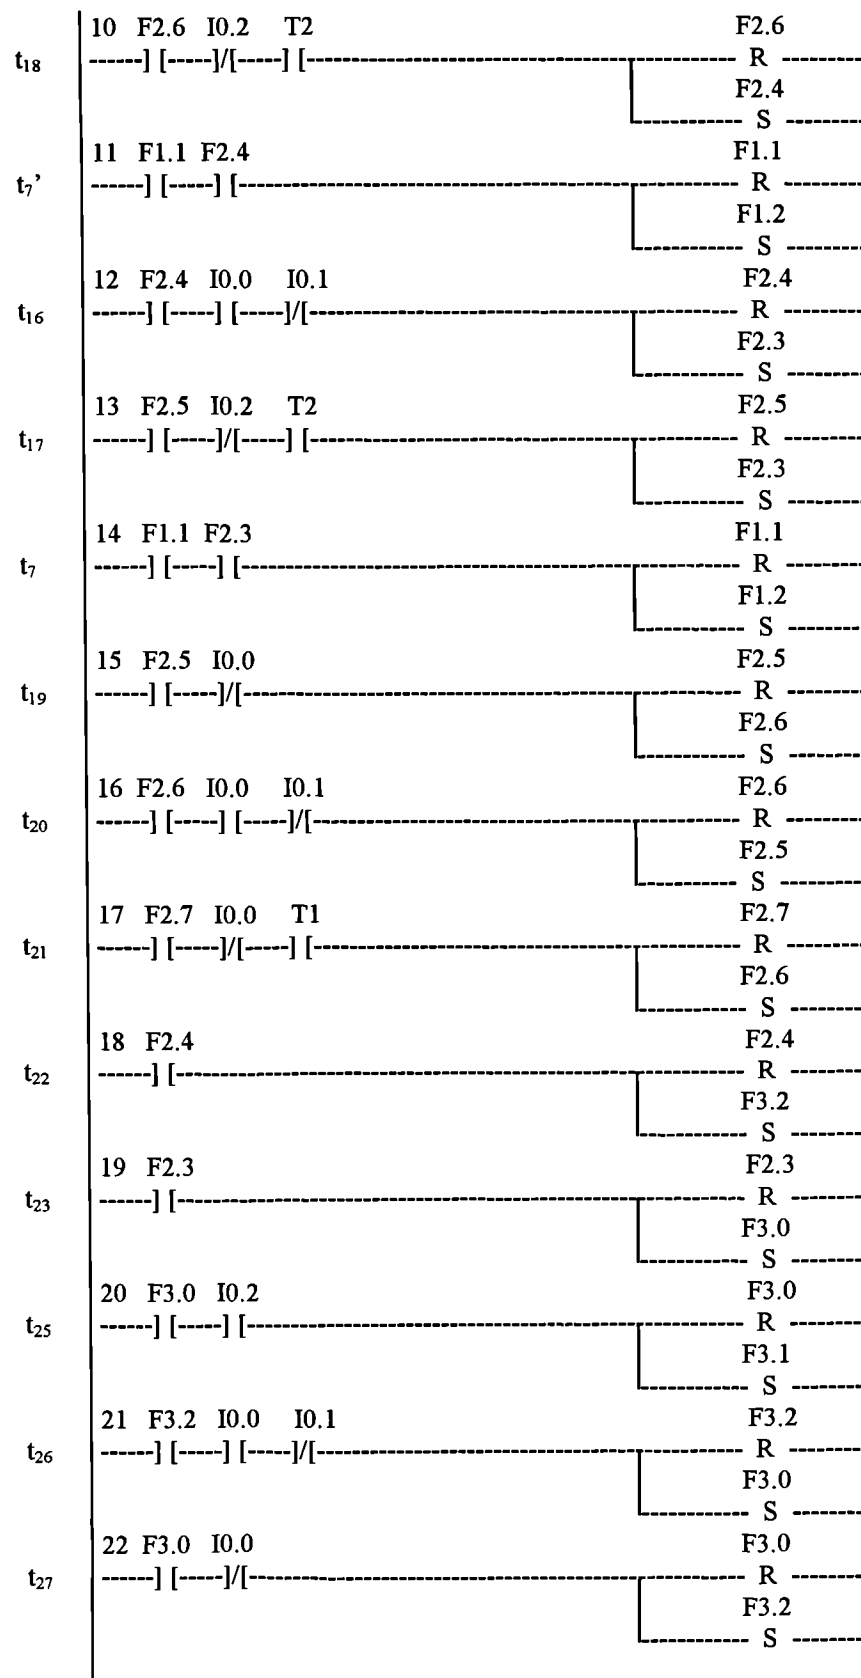 10 F2.6 I0.2 T2 F2.6
t18 ------] [-----]/[-----] [------ R ------
F2.4
S ------
11 F1.1 F2.4 F1.1
t7’ ------] [-----] [------ R ------
F1.2
S ------
12 F2.4 I0.0 I0.1 F2.4
t16 ------] [-----] [-----]/[------ R ------
F2.3
S ------
13 F2.5 I0.2 T2 F2.5
t17 ------] [-----]/[-----] [------ R ------
F2.3
S ------
14 F1.1 F2.3 F1.1
t7 ------] [-----] [------ R ------
F1.2
S ------
15 F2.5 I0.0 F2.5
t19 ------] [-----]/[------ R ------
F2.6
S ------
16 F2.6 I0.0 I0.1 F2.6
t20 ------] [-----] [-----]/[------ R ------
F2.5
S ------
17 F2.7 I0.0 T1 F2.7
t21 ------] [-----]/[-----] [------ R ------
F2.6
S ------
18 F2.4 F2.4
t22 ------] [------ R ------
F3.2
S ------
19 F2.3 F2.3
t23 ------] [------ R ------
F3.0
S ------
20 F3.0 I0.2 F3.0
t25 ------] [-----] [------ R ------
F3.1
S ------
21 F3.2 I0.0 I0.1 F3.2
t26 ------] [-----] [-----]/[------ R ------
F3.0
S ------
22 F3.0 I0.0 F3.0
t27 ------] [-----]/[------ R ------
F3.2
S ------